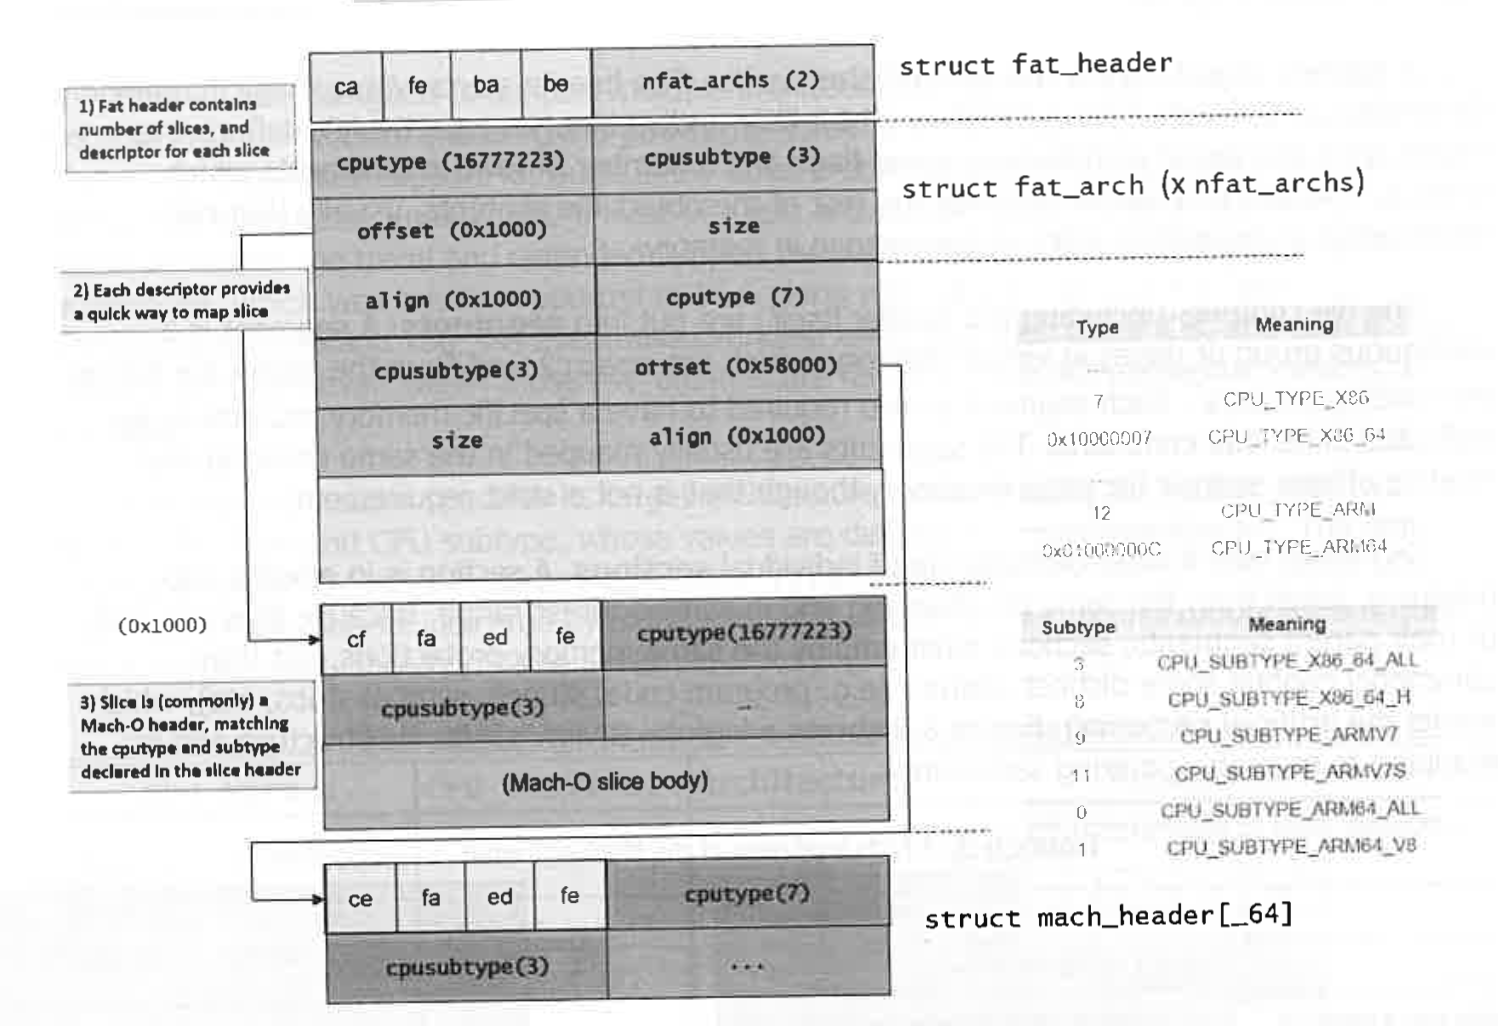 ca fe ba be nfat_archs (2)
struct fat_header
1) Fat header contains
number of slices, and
descriptor for each slice
cputype (16777223) cpusubtype (3)
struct fat_arch (x nfat_archs)
offset (0x1000) size
2) Each descriptor provides
a quick way to map slice
align (0x1000) cputype (7)
cpusubtype(3) offset (0x58000)
size align (0x1000)
Type Meaning
...
7 CPU_TYPE_X86
0x10000007 CPU_TYPE_X86_64
12 CPU_TYPE_ARM
0x01000000C CPU_TYPE_ARM64
(0x1000)
cf fa ed fe cputype(16777223)
cpusubtype(3) ...
3) Slice is (commonly) a
Mach-O header, matching
the cputype and subtype
declared in the slice header
(Mach-O slice body)
Subtype Meaning
3 CPU_SUBTYPE_X86_64_ALL
8 CPU_SUBTYPE_X86_64_H
9 CPU_SUBTYPE_ARMV7
11 CPU_SUBTYPE_ARMV7S
0 CPU_SUBTYPE_ARM64_ALL
1 CPU_SUBTYPE_ARM64_V8
ce fa ed fe cputype(7)
struct mach_header[_64]
cpusubtype(3) ...